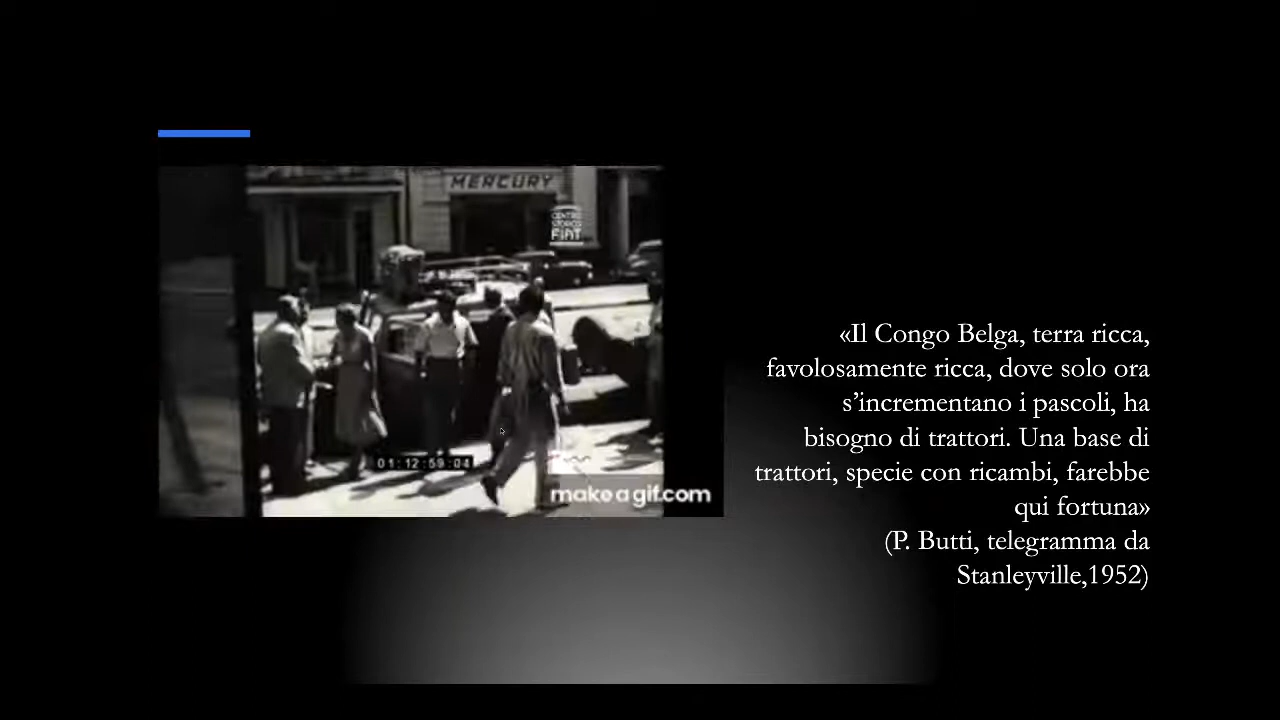 MERCURY
CENTRO
STORICO
FIAT
01:12:59:04
makeagif.com
«Il Congo Belga, terra ricca,
favolosamente ricca, dove solo ora
s’incrementano i pascoli, ha
bisogno di trattori. Una base di
trattori, specie con ricambi, farebbe
qui fortuna»
(P. Butti, telegramma da
Stanleyville,1952)